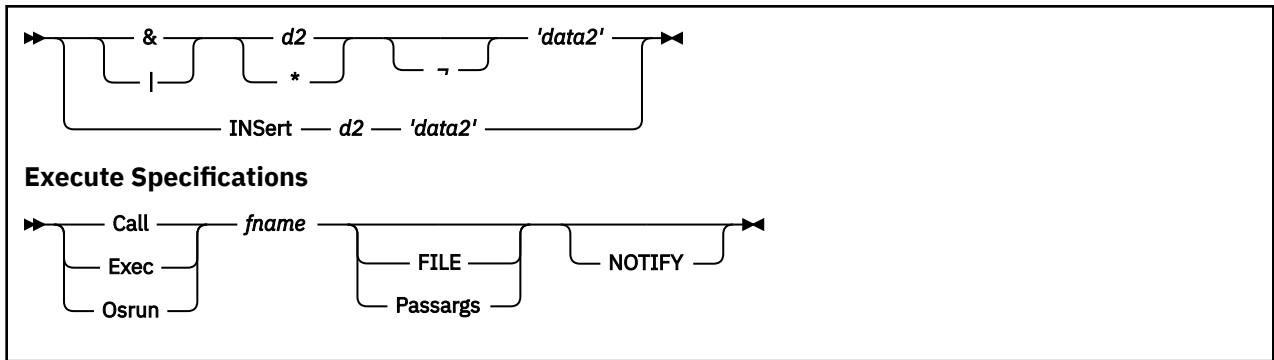 & d2 'data2'
| * ¬
INSert d2 'data2'
Execute Specifications
Call fname
Exec FILE NOTIFY
Osrun Passargs